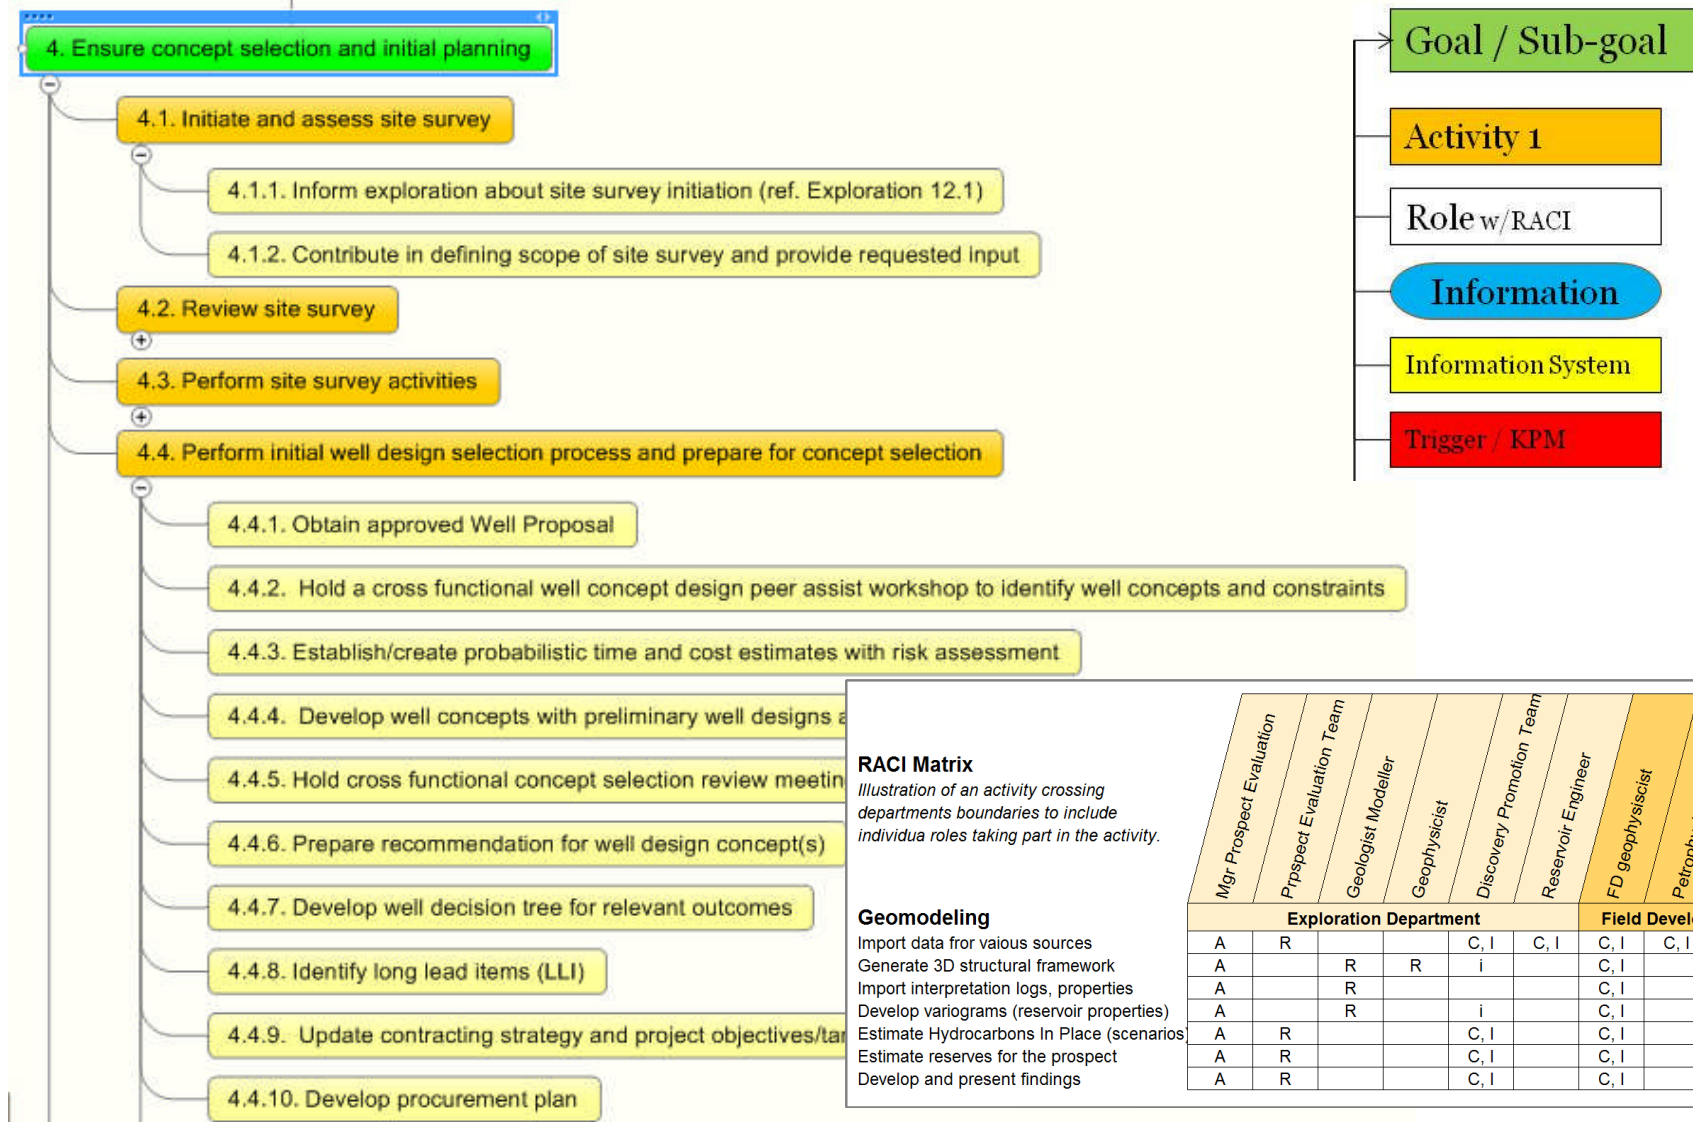 4. Ensure concept selection and initial planning
4.1. Initiate and assess site survey
4.1.1. Inform exploration about site survey initiation (ref. Exploration 12.1)
4.1.2. Contribute in defining scope of site survey and provide requested input
4.2. Review site survey
4.3. Perform site survey activities
4.4. Perform initial well design selection process and prepare for concept selection
4.4.1. Obtain approved Well Proposal
4.4.2. Hold a cross functional well concept design peer assist workshop to identify well concepts and constraints
4.4.3. Establish/create probabilistic time and cost estimates with risk assessment
4.4.4. Develop well concepts with preliminary well designs
4.4.5. Hold cross functional concept selection review meetin
4.4.6. Prepare recommendation for well design concept(s)
4.4.7. Develop well decision tree for relevant outcomes
4.4.8. Identify long lead items (LLI)
4.4.9. Update contracting strategy and project objectives/tar
4.4.10. Develop procurement plan
Goal / Sub-goal
Activity 1
Role w/RACI
Information
Information System
Trigger / KPM
RACI Matrix
Illustration of an activity crossing
departments boundaries to include
individua roles taking part in the activity.
Mgr Prospect Evaluation
Prpspect Evaluation Team
Geologist Modeller
Geophysicist
Discovery Promotion Team
Reservoir Engineer
FD geophysiscist
Petroph
Geomodeling
Exploration Department
Field Devel
Import data fror vaious sources A R C, I C, I C, I C, I
Generate 3D structural framework A R R i C, I
Import interpretation logs, properties A R C, I
Develop variograms (reservoir properties) A R i C, I
Estimate Hydrocarbons In Place (scenarios) A R C, I C, I
Estimate reserves for the prospect A R C, I C, I
Develop and present findings A R C, I C, I